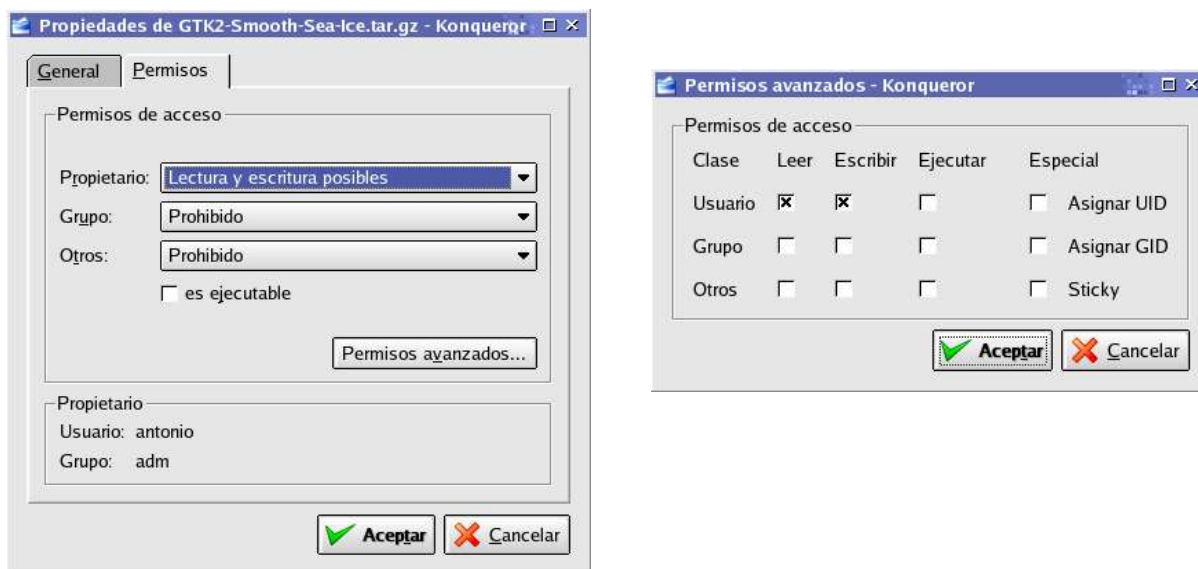 Propiedades de GTK2-Smooth-Sea-Ice.tar.gz - Konqueror
General Permisos
Permisos de acceso
Propietario: Lectura y escritura posibles
Grupo: Prohibido
Otros: Prohibido
es ejecutable
Permisos avanzados...
Propietario
Usuario: antonio
Grupo: adm
Aceptar Cancelar
Permisos avanzados - Konqueror
Permisos de acceso
Clase Leer Escribir Ejecutar Especial
Usuario Asignar UID
Grupo Asignar GID
Otros Sticky
Aceptar Cancelar